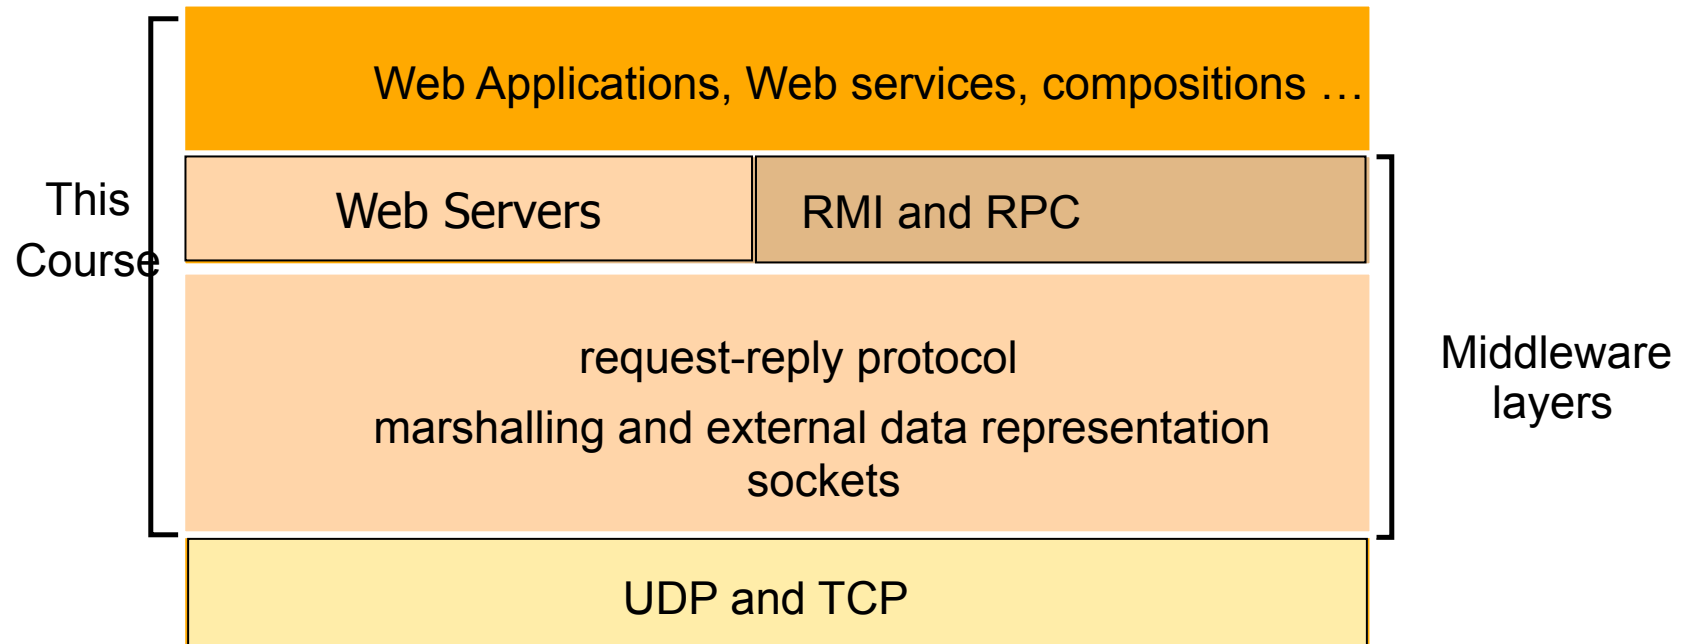 Web Applications, Web services, compositions …
This
Course
Web Servers
RMI and RPC
request-reply protocol
marshalling and external data representation
sockets
Middleware
layers
UDP and TCP